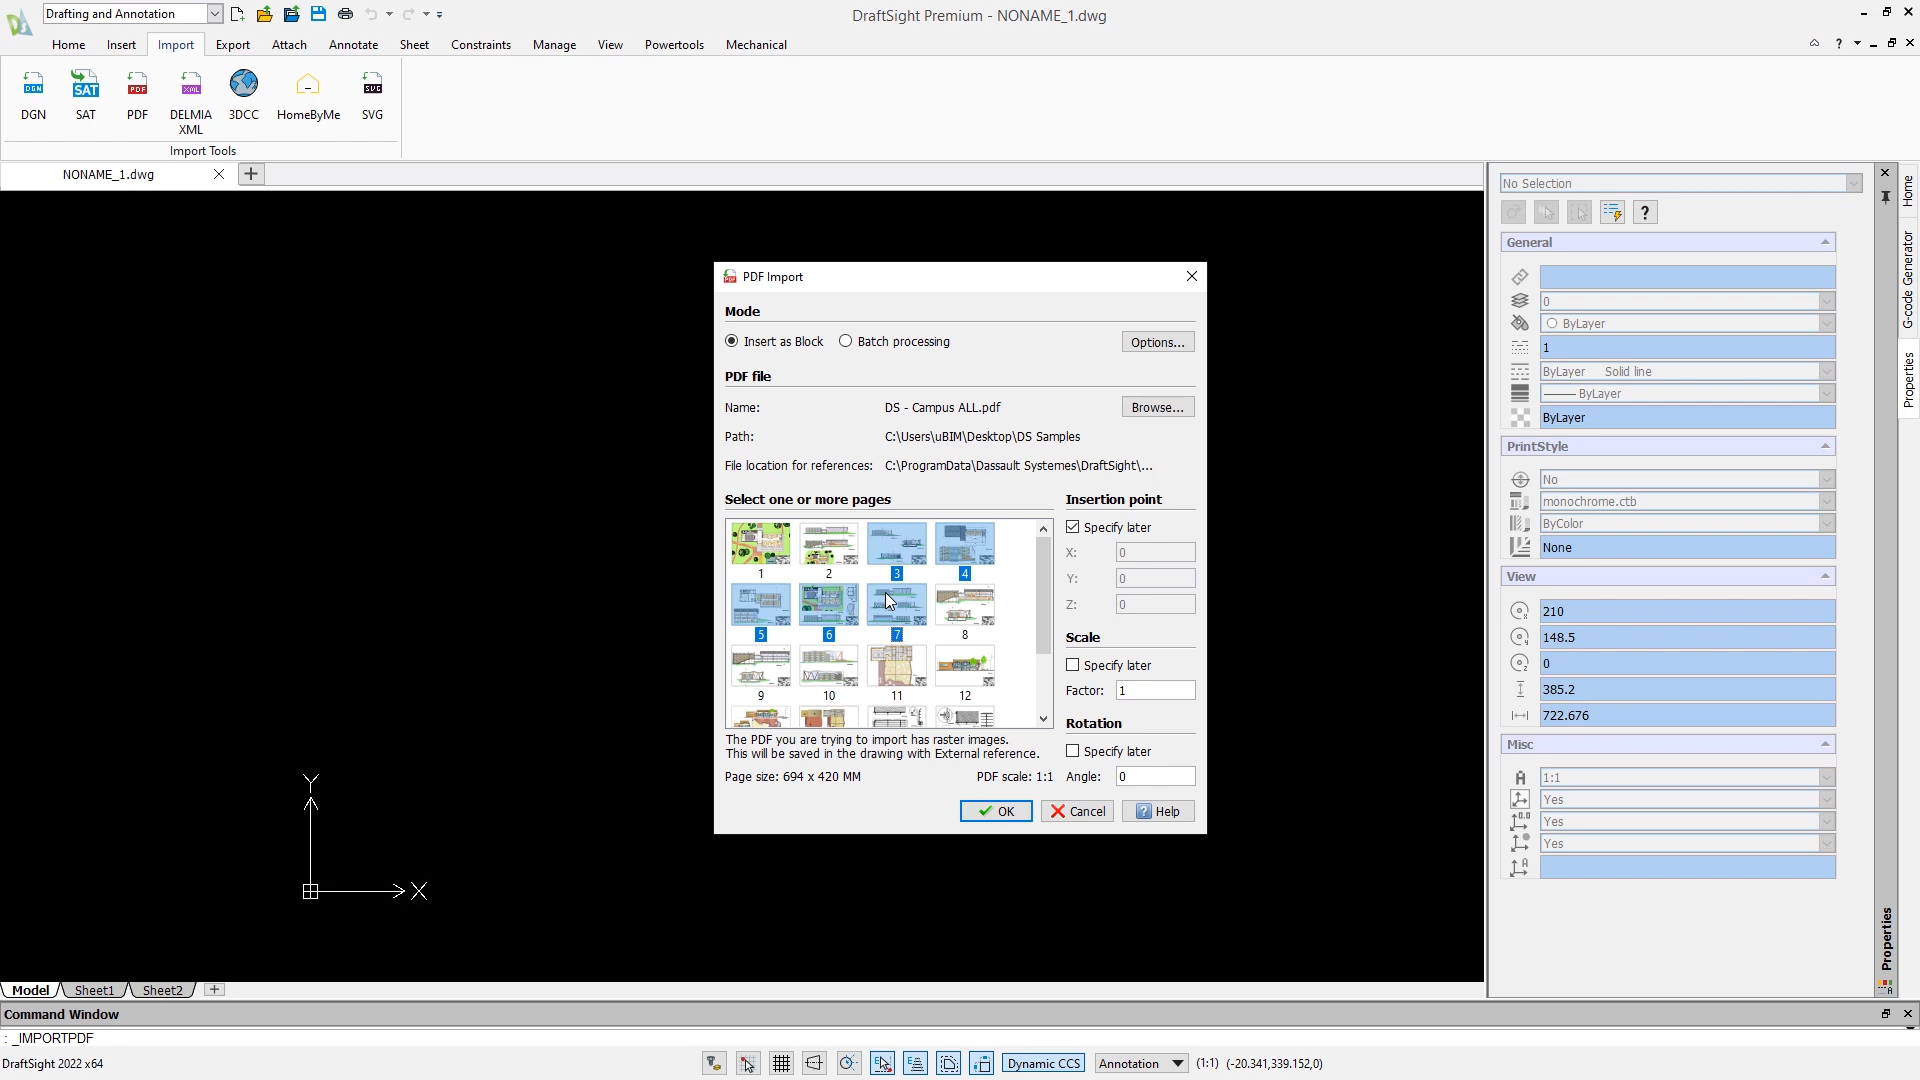 Drafting and Annotation
DraftSight Premium - NONAME_1.dwg
Home
Insert
Import
Export
Attach
Annotate
Sheet
Constraints
Manage
View
Powertools
Mechanical
?
DGN
SAT
PDF
DELMIA XML
3DCC
HomeByMe
SVG
Import Tools
NONAME_1.dwg
PDF Import
Mode
Insert as Block
Batch processing
Options...
PDF file
Name:
DS - Campus ALL.pdf
Browse...
Path:
C:\Users\uBIM\Desktop\DS Samples
File location for references:
C:\ProgramData\Dassault Systemes\DraftSight\...
Select one or more pages
1
2
3
4
5
6
7
8
9
10
11
12
The PDF you are trying to import has raster images.
This will be saved in the drawing with External reference.
Page size: 694 x 420 MM
PDF scale: 1:1
Insertion point
Specify later
X:
0
Y:
0
Z:
0
Scale
Specify later
Factor:
1
Rotation
Specify later
Angle:
0
OK
Cancel
Help
Y
X
No Selection
?
General
0
ByLayer
1
ByLayer Solid line
ByLayer
ByLayer
PrintStyle
No
monochrome.ctb
ByColor
None
View
210
148.5
0
385.2
722.676
Misc
1:1
Yes
Yes
Yes
Home
G-code Generator
Properties
Properties
Model
Sheet1
Sheet2
Command Window
: _IMPORTPDF
DraftSight 2022 x64
Dynamic CCS
Annotation
(1:1)
(-20.341,339.152,0)